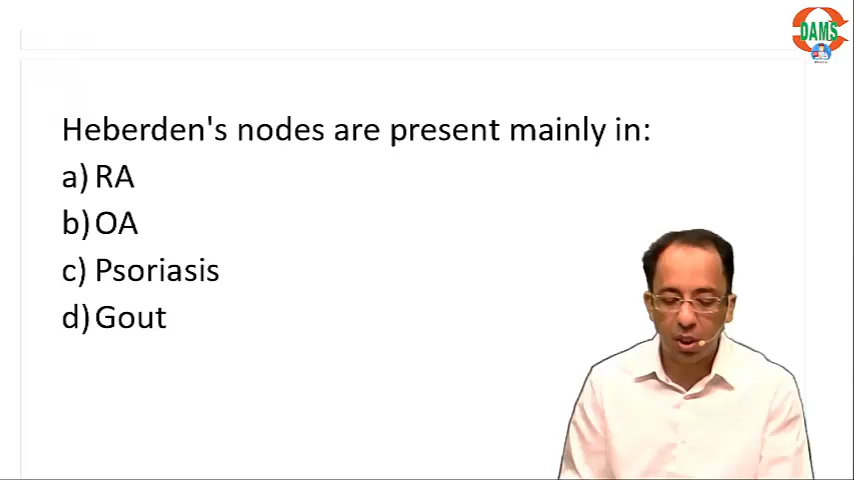 DAMS
Heberden's nodes are present mainly in:
a) RA
b) OA
c) Psoriasis
d) Gout